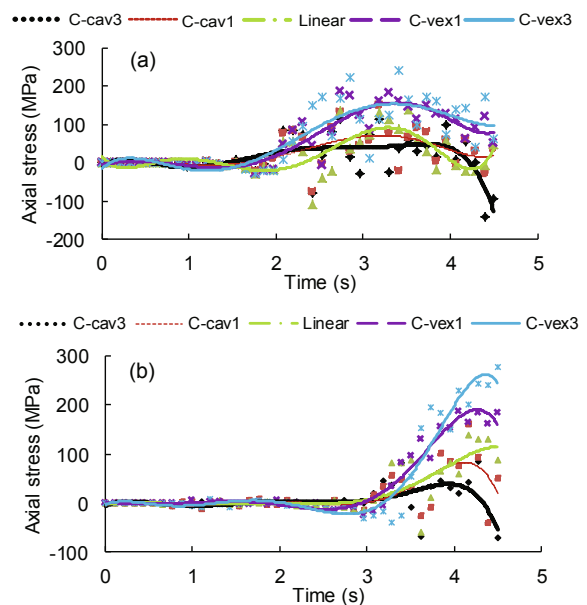 C-cav3 C-cav1 Linear C-vex1 C-vex3
300
(a)
200
100
0
-100
-200
Axial stress (MPa)
0 1 2 3 4 5
Time (s)
C-cav3 C-cav1 Linear C-vex1 C-vex3
300
(b)
200
100
0
-100
Axial stress (MPa)
0 1 2 3 4 5
Time (s)